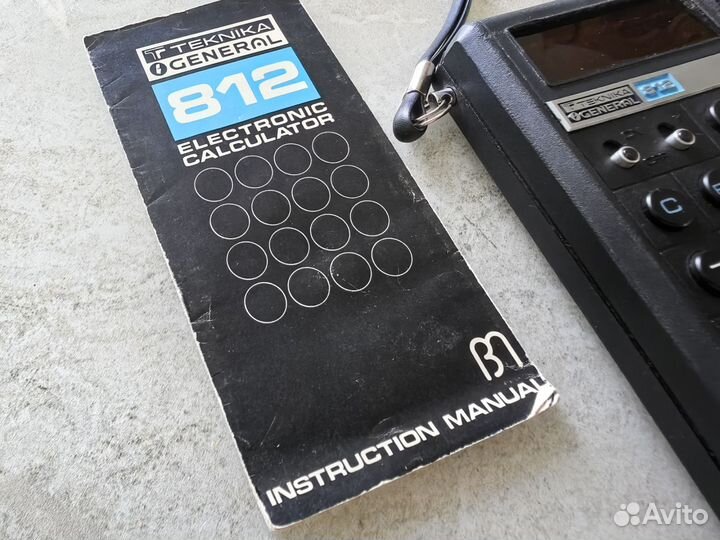 TEKNIKA
GENERAL
812
ELECTRONIC
CALCULATOR
INSTRUCTION MANUAL
TEKNIKA
GENERAL
812
C
Avito